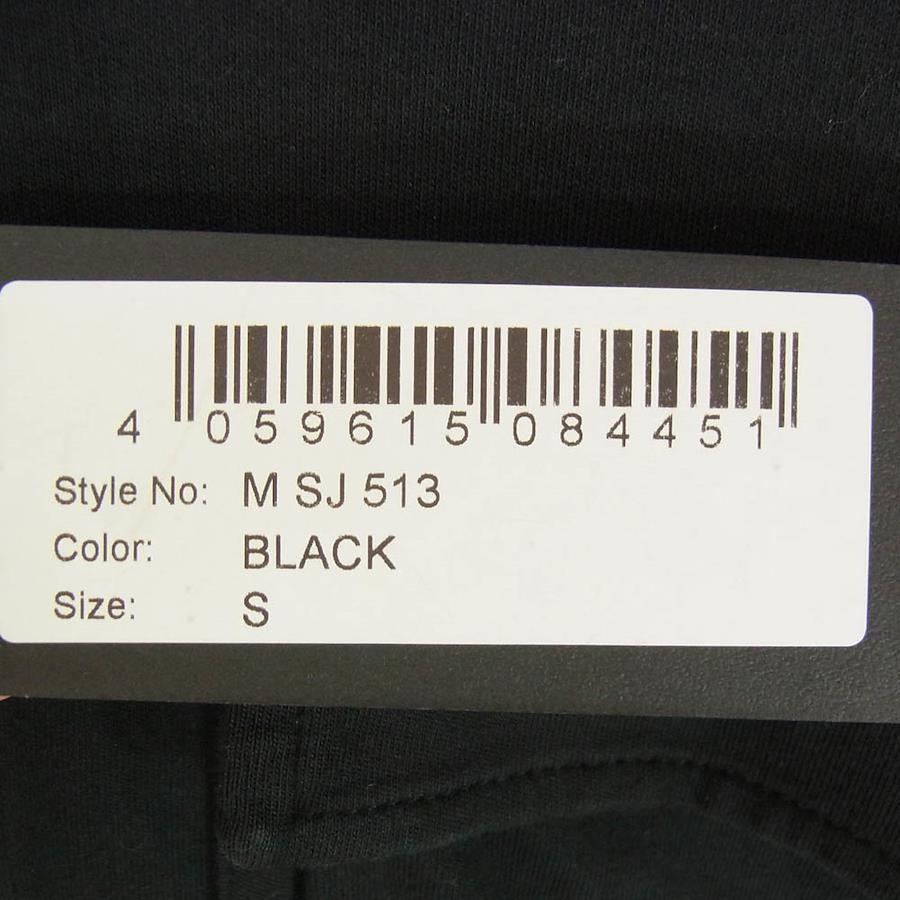 4 059615 084451
Style No: M SJ 513
Color: BLACK
Size: S